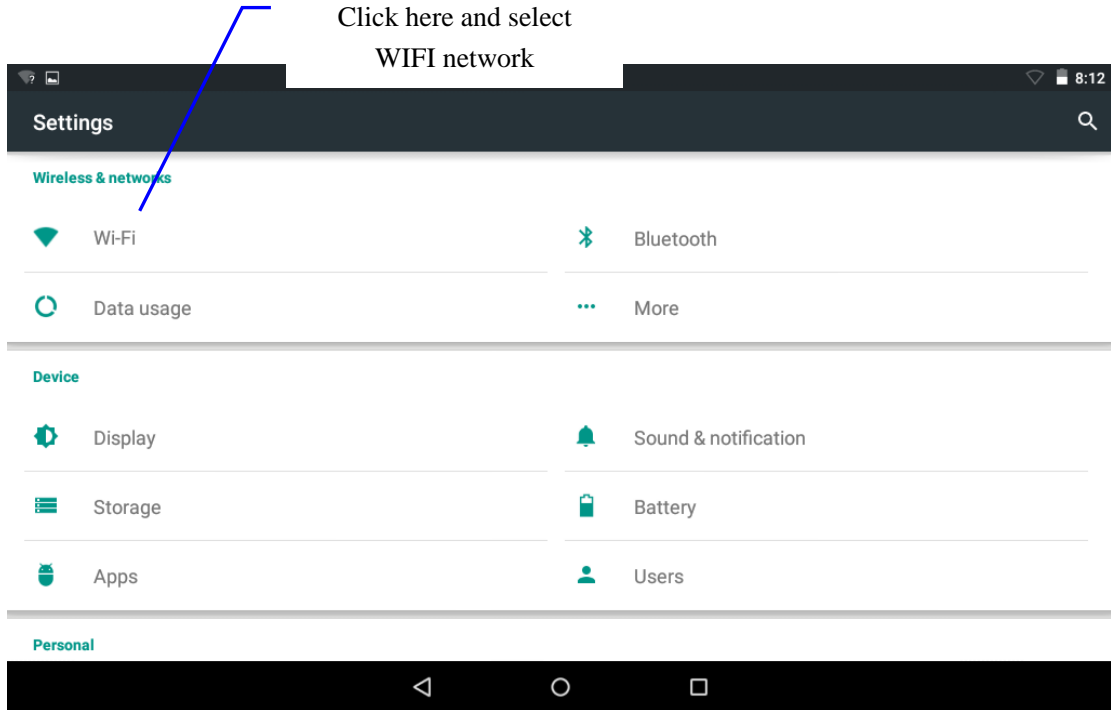 Click here and select
WIFI network
8:12
Settings
Wireless & networks
Wi-Fi
Bluetooth
Data usage
More
Device
Display
Sound & notification
Storage
Battery
Apps
Users
Personal